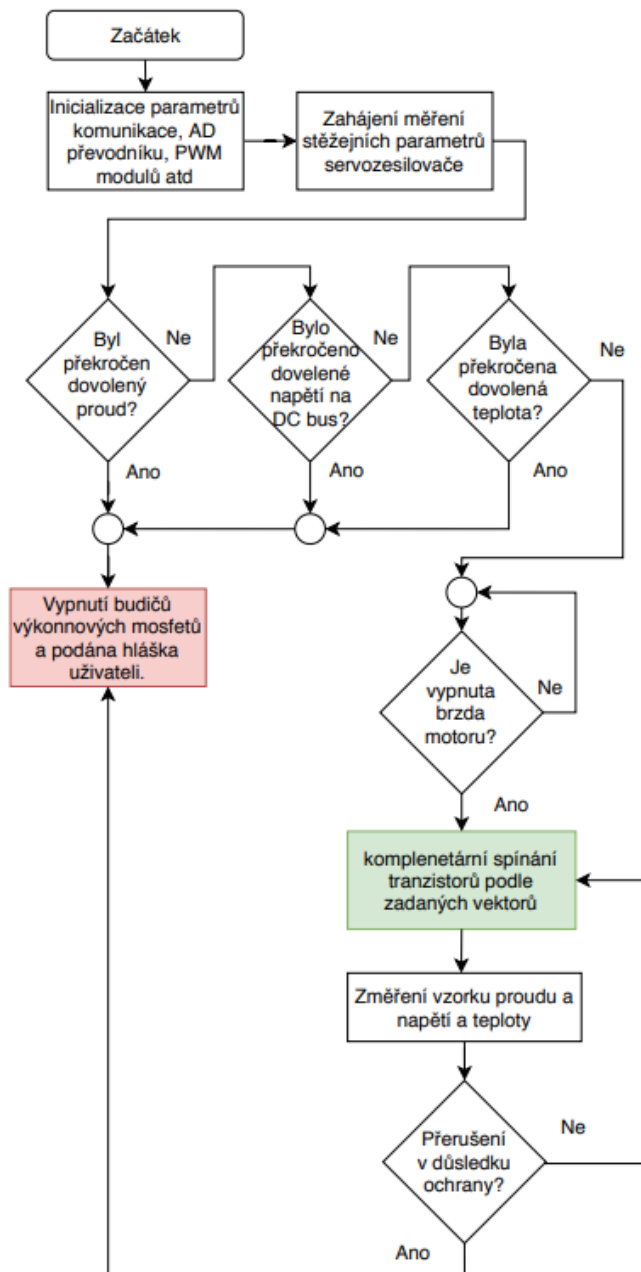 Začátek
Inicializace parametrů
komunikace, AD
převodníku, PWM
modulů atd
Zahájení měření
stěžejních parametrů
servozesilovače
Byl
překročen
dovolený
proud?
Ne
Ano
Bylo
překročeno
dovelené
napětí na
DC bus?
Ne
Ano
Byla
překročena
dovolená
teplota?
Ne
Ano
Vypnutí budičů
výkonnových mosfetů
a podána hláška
uživateli.
Je
vypnuta
brzda
motoru?
Ne
Ano
komplenetární spínání
tranzistorů podle
zadaných vektorů
Změření vzorku proudu a
napětí a teploty
Přerušení
v důsledku
ochrany?
Ne
Ano